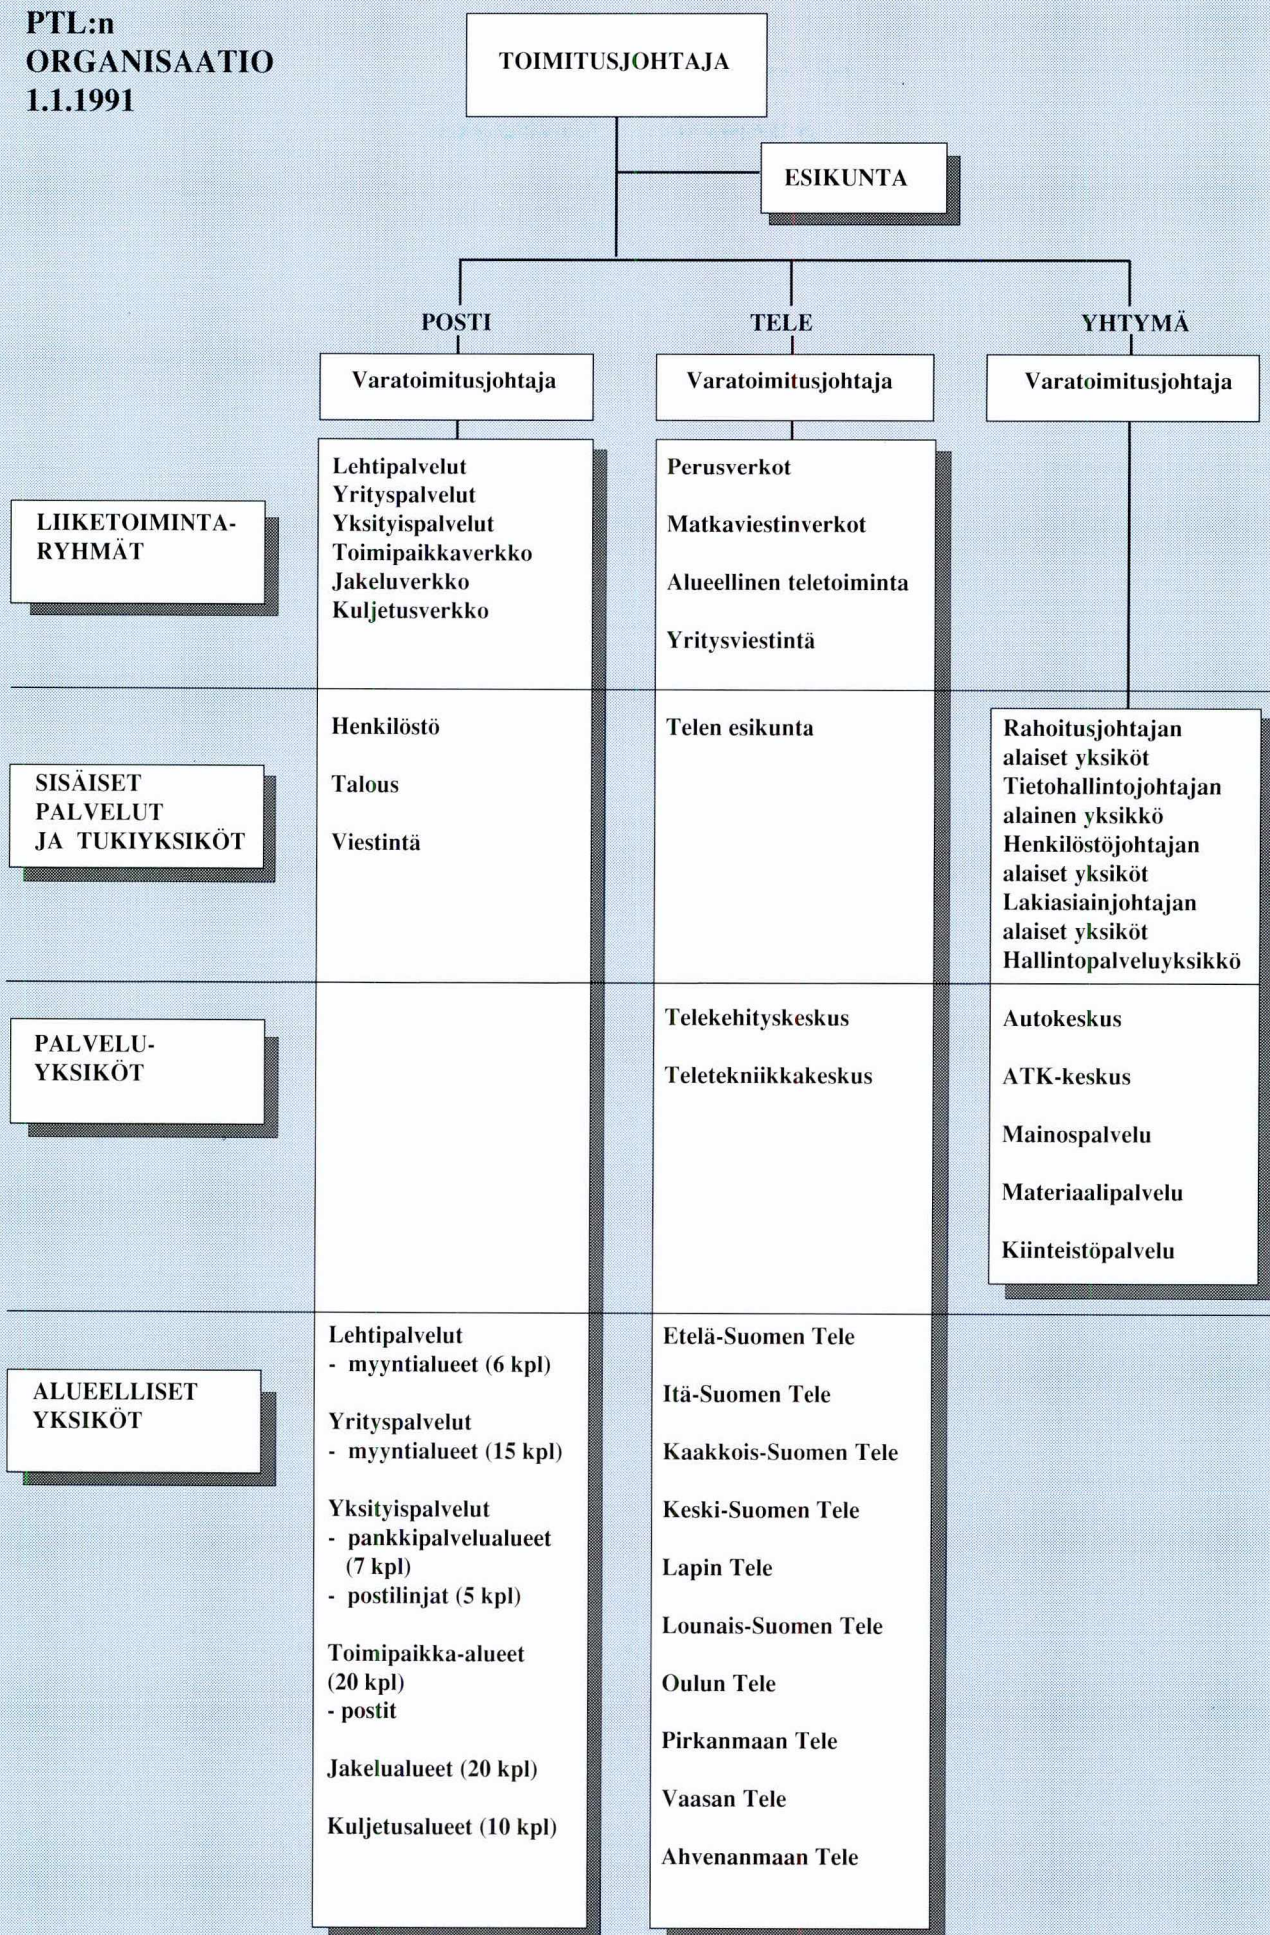 PTL:n
ORGANISAATIO
1.1.1991
TOIMITUSJOHTAJA
ESIKUNTA
POSTI
TELE
YHTYMÄ
Varatoimitusjohtaja
Varatoimitusjohtaja
Varatoimitusjohtaja
LIIKETOIMINTA-
RYHMÄT
Lehtipalvelut
Yrityspalvelut
Yksityispalvelut
Toimipaikkaverkko
Jakeluverkko
Kuljetusverkko
Perusverkot
Matkaviestinverkot
Alueellinen teletoiminta
Yritysviestintä
SISÄISET
PALVELUT
JA TUKIYKSIKÖT
Henkilöstö
Talous
Viestintä
Telen esikunta
Rahoitusjohtajan
alaiset yksiköt
Tietohallintojohtajan
alainen yksikkö
Henkilöstöjohtajan
alaiset yksiköt
Lakiasiainjohtajan
alaiset yksiköt
Hallintopalveluyksikkö
PALVELU-
YKSIKÖT
Telekehityskeskus
Teletekniikkakeskus
Autokeskus
ATK-keskus
Mainospalvelu
Materiaalipalvelu
Kiinteistöpalvelu
ALUEELLISET
YKSIKÖT
Lehtipalvelut
- myyntialueet (6 kpl)
Yrityspalvelut
- myyntialueet (15 kpl)
Yksityispalvelut
- pankkipalvelualueet
(7 kpl)
- postilinjat (5 kpl)
Toimipaikka-alueet
(20 kpl)
- postit
Jakelualueet (20 kpl)
Kuljetusalueet (10 kpl)
Etelä-Suomen Tele
Itä-Suomen Tele
Kaakkois-Suomen Tele
Keski-Suomen Tele
Lapin Tele
Lounais-Suomen Tele
Oulun Tele
Pirkanmaan Tele
Vaasan Tele
Ahvenanmaan Tele